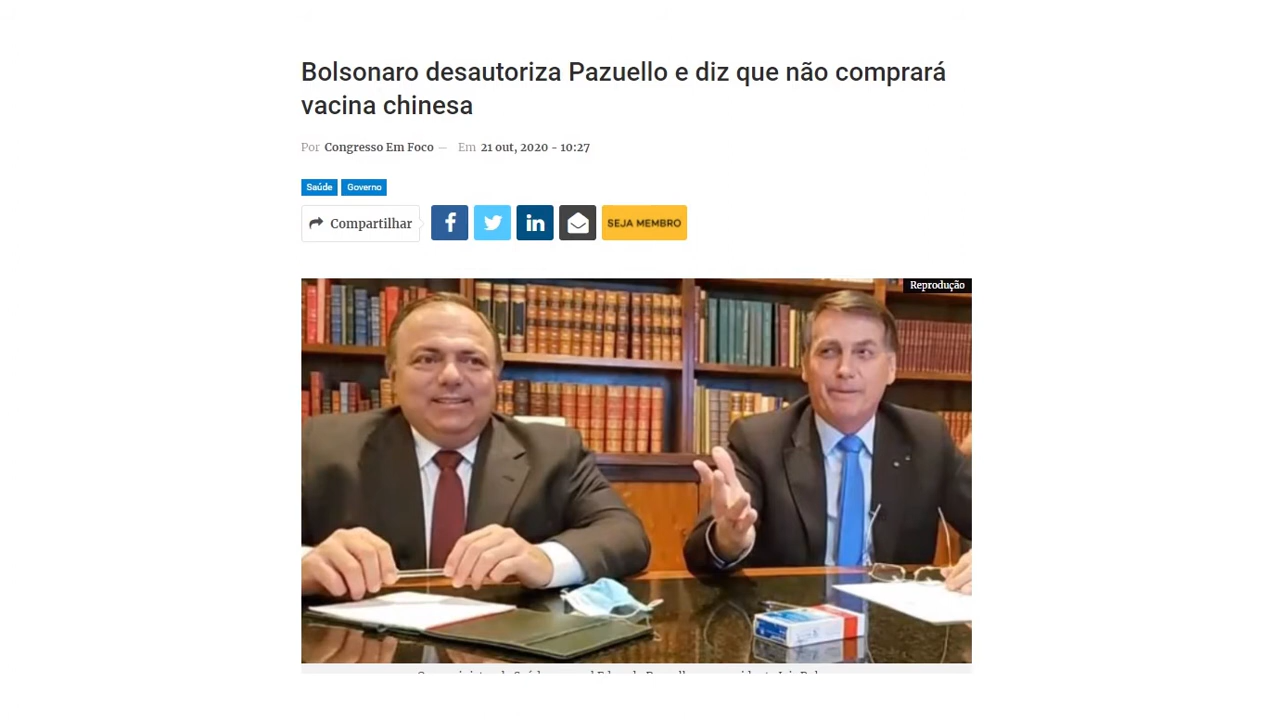 Bolsonaro desautoriza Pazuello e diz que não comprará
vacina chinesa
Por Congresso Em Foco — Em 21 out, 2020 - 10:27
Saúde Governo
Compartilhar SEJA MEMBRO
Reprodução